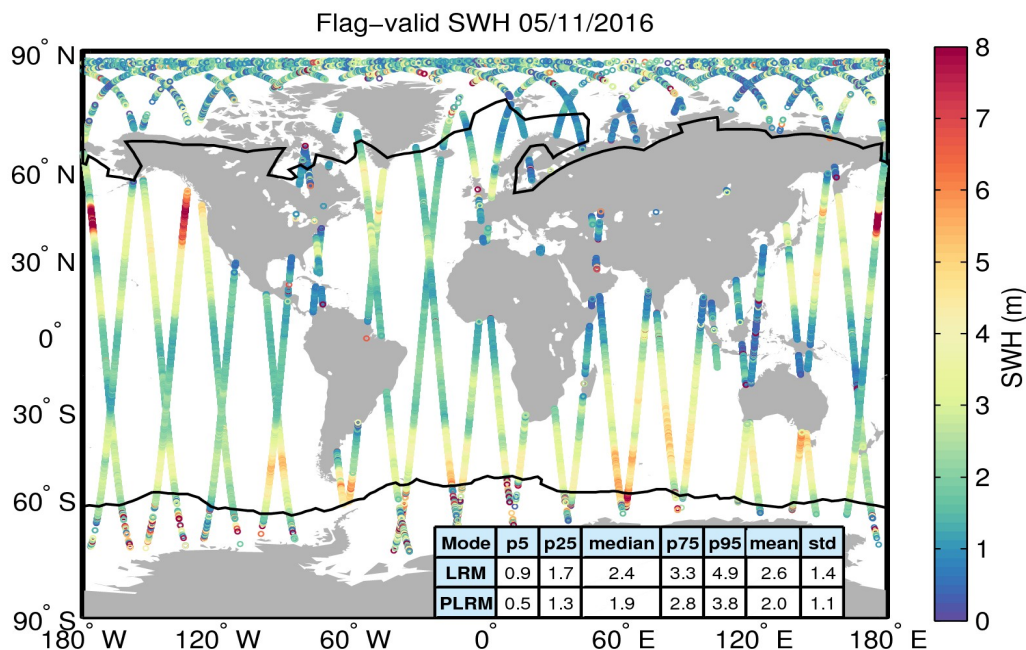 Flag−valid SWH 05/11/2016
90° N
60° N
30° N
0°
30° S
60° S
90° S
180° W 120° W 60° W 0° 60° E 120° E 180° E
Mode p5 p25 median p75 p95 mean std
LRM 0.9 1.7 2.4 3.3 4.9 2.6 1.4
PLRM 0.5 1.3 1.9 2.8 3.8 2.0 1.1
8
7
6
5
4
3
2
1
0
SWH (m)